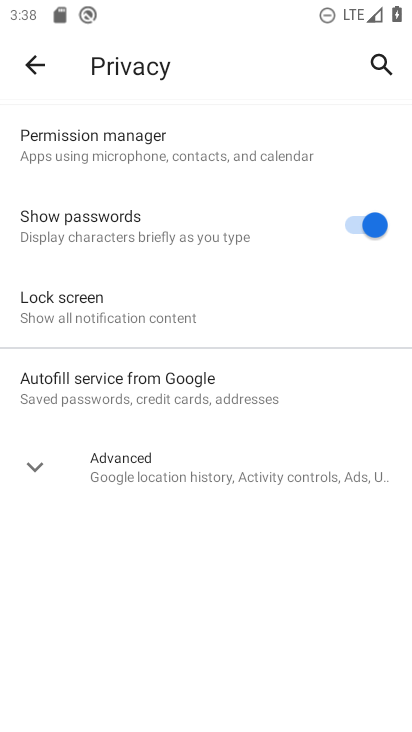 3:38
LTE
Privacy
Permission manager
Apps using microphone, contacts, and calendar
Show passwords
Display characters briefly as you type
Lock screen
Show all notification content
Autofill service from Google
Saved passwords, credit cards, addresses
Advanced
Google location history, Activity controls, Ads, U..